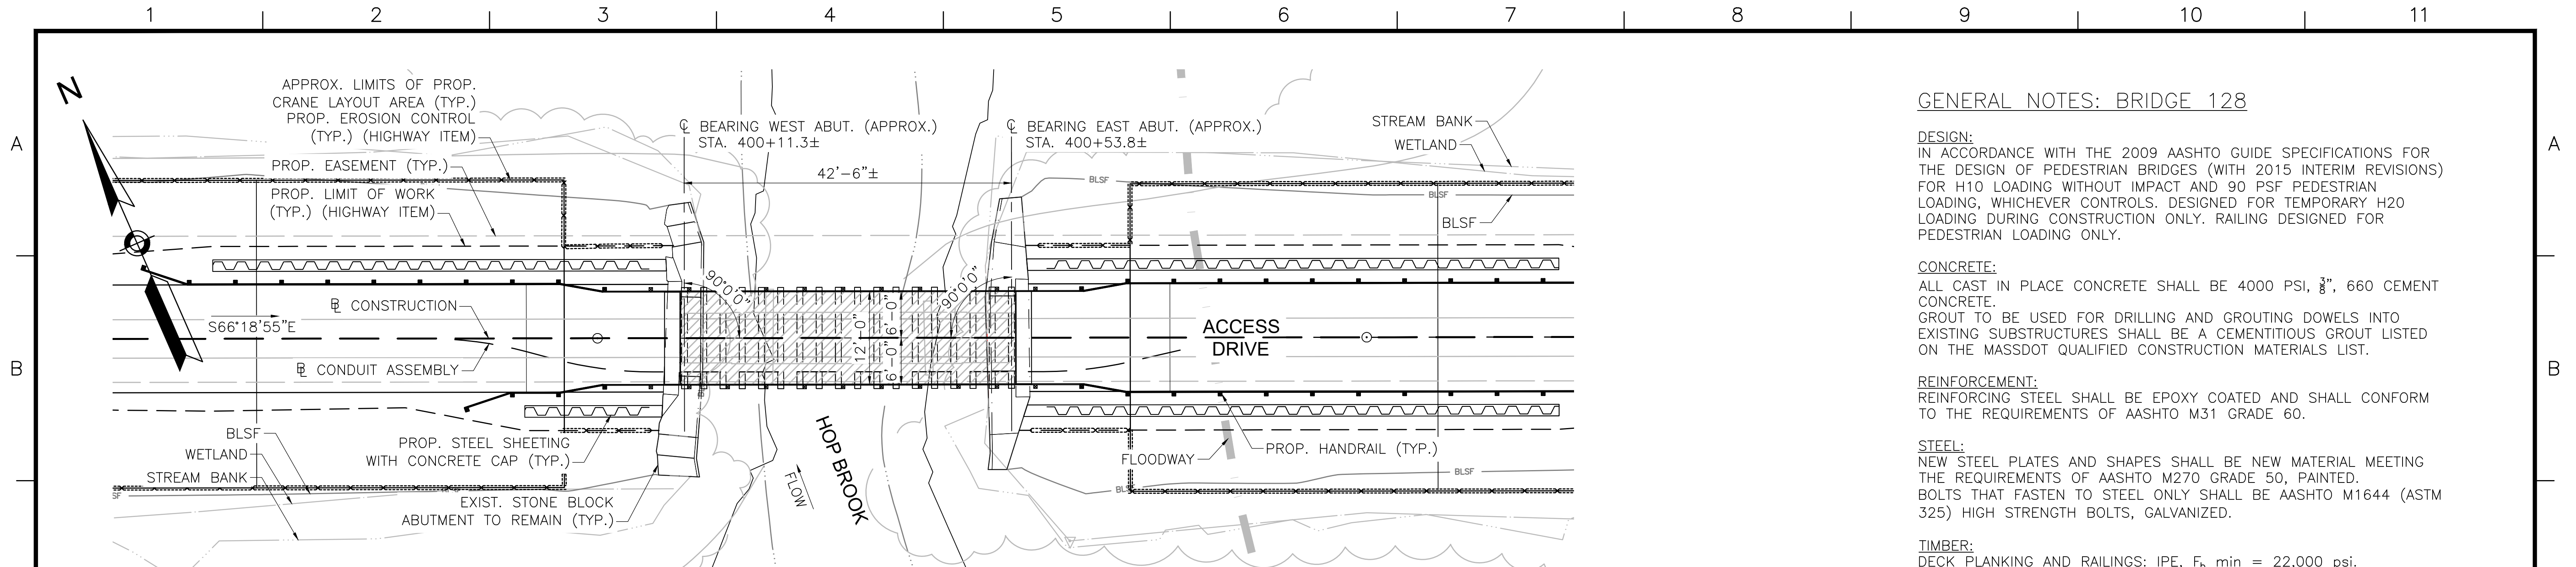 1 2 3 4 5 6 7 8 9 10 11
A
B
A
B
N
APPROX. LIMITS OF PROP.
CRANE LAYOUT AREA (TYP.)
PROP. EROSION CONTROL
(TYP.) (HIGHWAY ITEM)
PROP. EASEMENT (TYP.)
PROP. LIMIT OF WORK
(TYP.) (HIGHWAY ITEM)
℄ BEARING WEST ABUT. (APPROX.)
STA. 400+11.3±
℄ BEARING EAST ABUT. (APPROX.)
STA. 400+53.8±
42'-6"±
STREAM BANK
WETLAND
BLSF
BLSF
BLSF
90°0'0"
90°0'0"
CONSTRUCTION
S66°18'55"E
CONDUIT ASSEMBLY
12'-0"
6'-0"
6'-0"
ACCESS
DRIVE
BLSF
WETLAND
STREAM BANK
PROP. STEEL SHEETING
WITH CONCRETE CAP (TYP.)
EXIST. STONE BLOCK
ABUTMENT TO REMAIN (TYP.)
FLOW
HOP BROOK
FLOODWAY
PROP. HANDRAIL (TYP.)
BLSF
GENERAL NOTES: BRIDGE 128
DESIGN:
IN ACCORDANCE WITH THE 2009 AASHTO GUIDE SPECIFICATIONS FOR
THE DESIGN OF PEDESTRIAN BRIDGES (WITH 2015 INTERIM REVISIONS)
FOR H10 LOADING WITHOUT IMPACT AND 90 PSF PEDESTRIAN
LOADING, WHICHEVER CONTROLS. DESIGNED FOR TEMPORARY H20
LOADING DURING CONSTRUCTION ONLY. RAILING DESIGNED FOR
PEDESTRIAN LOADING ONLY.
CONCRETE:
ALL CAST IN PLACE CONCRETE SHALL BE 4000 PSI, ⅜", 660 CEMENT
CONCRETE.
GROUT TO BE USED FOR DRILLING AND GROUTING DOWELS INTO
EXISTING SUBSTRUCTURES SHALL BE A CEMENTITIOUS GROUT LISTED
ON THE MASSDOT QUALIFIED CONSTRUCTION MATERIALS LIST.
REINFORCEMENT:
REINFORCING STEEL SHALL BE EPOXY COATED AND SHALL CONFORM
TO THE REQUIREMENTS OF AASHTO M31 GRADE 60.
STEEL:
NEW STEEL PLATES AND SHAPES SHALL BE NEW MATERIAL MEETING
THE REQUIREMENTS OF AASHTO M270 GRADE 50, PAINTED.
BOLTS THAT FASTEN TO STEEL ONLY SHALL BE AASHTO M1644 (ASTM
325) HIGH STRENGTH BOLTS, GALVANIZED.
TIMBER:
DECK PLANKING AND RAILINGS: IPE, Fb min = 22,000 psi.